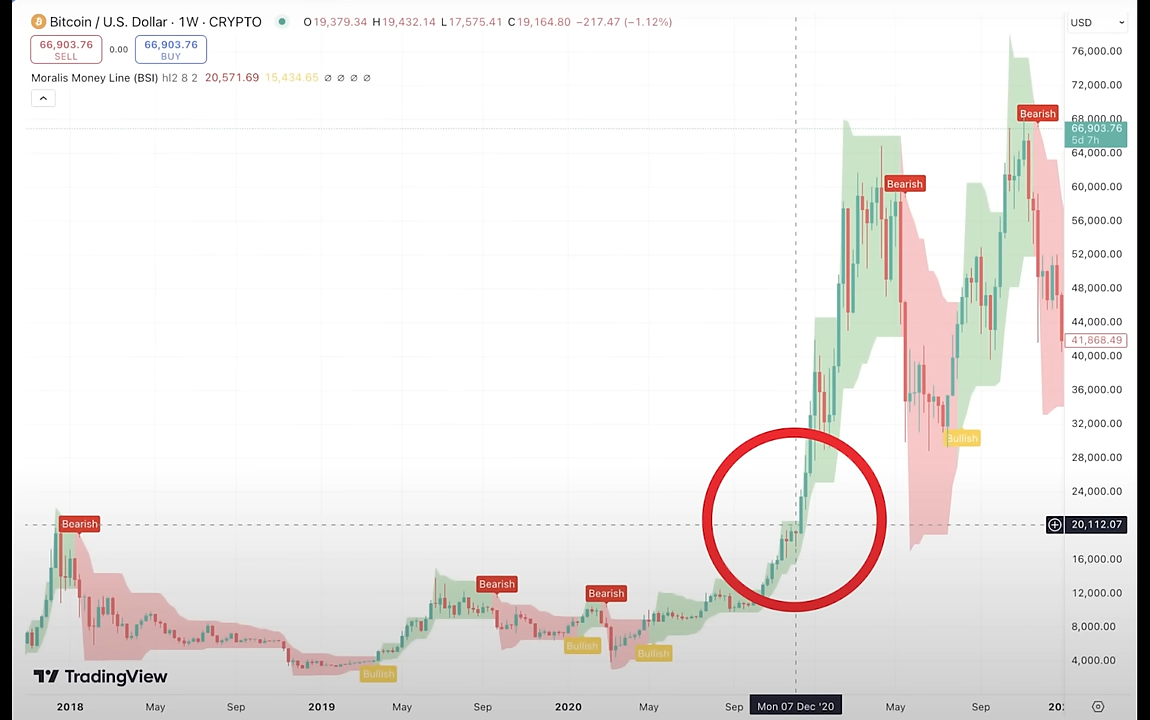 Bitcoin / U.S. Dollar · 1W · CRYPTO O19,379.34 H19,432.14 L17,575.41 C19,164.80 −217.47 (−1.12%)
USD
66,903.76 0.00 66,903.76
SELL BUY
Moralis Money Line (BSI) hl2 8 2 20,571.69 15,434.65 ∅ ∅ ∅ ∅
76,000.00
72,000.00
68,000.00
66,903.76
5d 7h
64,000.00
60,000.00
56,000.00
52,000.00
48,000.00
44,000.00
41,868.49
40,000.00
36,000.00
32,000.00
28,000.00
24,000.00
20,112.07
16,000.00
12,000.00
8,000.00
4,000.00
Bearish
Bearish
Bullish
Bearish
Bearish
Bearish
Bullish
Bullish
Bullish
TradingView
2018 May Sep 2019 May Sep 2020 May Sep Mon 07 Dec '20 May Sep